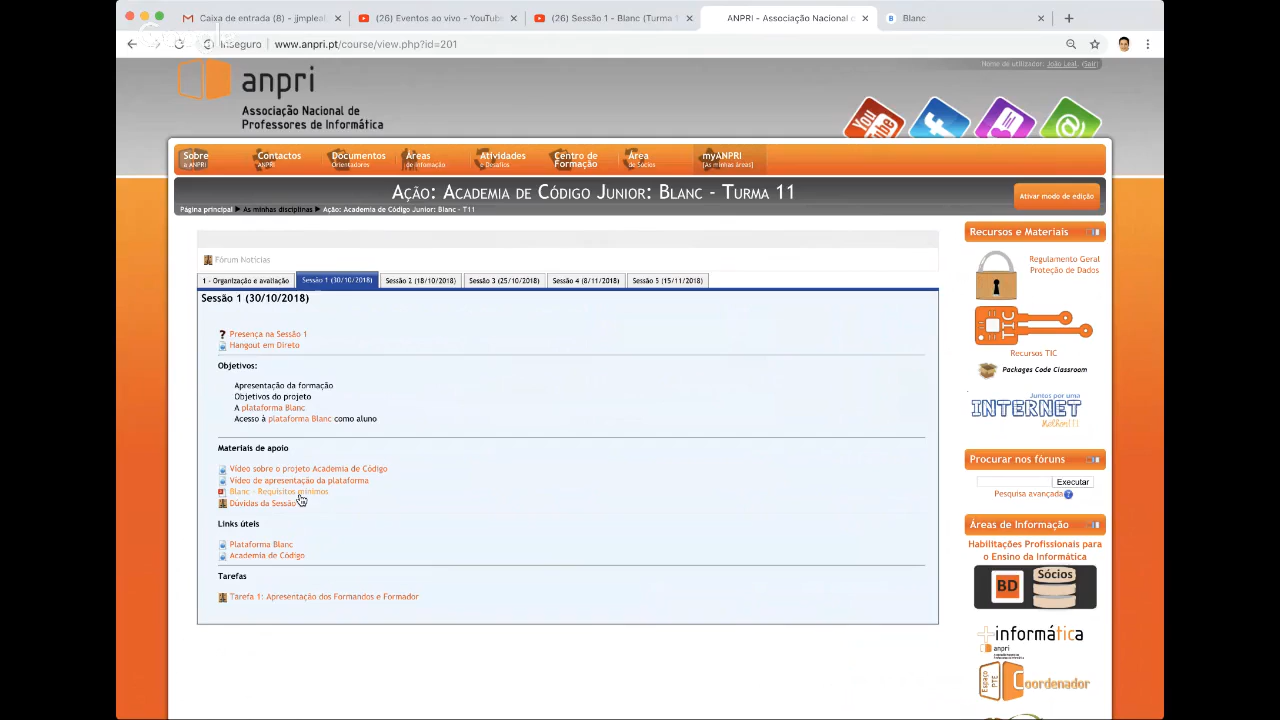 Caixa de entrada (8) - jjmpleal
(26) Eventos ao vivo - YouTube
(26) Sessão 1 - Blanc (Turma 1
ANPRI - Associação Nacional d
B Blanc
Inseguro www.anpri.pt/course/view.php?id=201
anpri
Associação Nacional de
Professores de Informática
Nome de utilizador: João Leal. (Sair)
You
Tube
Sobre
a ANPRI
Contactos
ANPRI
Documentos
Orientadores
Áreas
de Infomação
Atividades
e Desafios
Centro de
Formação
Área
de Sócios
myANPRI
[As minhas áreas]
Ação: Academia de Código Junior: Blanc - Turma 11
Ativar modo de edição
Página principal ► As minhas disciplinas ► Ação: Academia de Código Junior: Blanc - T11
Fórum Notícias
1 - Organização e avaliação
Sessão 1 (30/10/2018)
Sessão 2 (18/10/2018)
Sessão 3 (25/10/2018)
Sessão 4 (8/11/2018)
Sessão 5 (15/11/2018)
Sessão 1 (30/10/2018)
Presença na Sessão 1
Hangout em Direto
Objetivos:
Apresentação da formação
Objetivos do projeto
A plataforma Blanc
Acesso à plataforma Blanc como aluno
Materiais de apoio
Vídeo sobre o projeto Academia de Código
Vídeo de apresentação da plataforma
Blanc - Requisitos mínimos
Dúvidas da Sessão
Links úteis
Plataforma Blanc
Academia de Código
Tarefas
Tarefa 1: Apresentação dos Formandos e Formador
Recursos e Materiais
Regulamento Geral
Proteção de Dados
TIC
Recursos TIC
Packages Code Classroom
Juntos por uma
INTERNET
Melhor!!!
Procurar nos fóruns
Executar
Pesquisa avançada
Áreas de Informação
Habilitações Profissionais para
o Ensino da Informática
BD
Sócios
+informática
anpri
Espaço
PTE
Coordenador